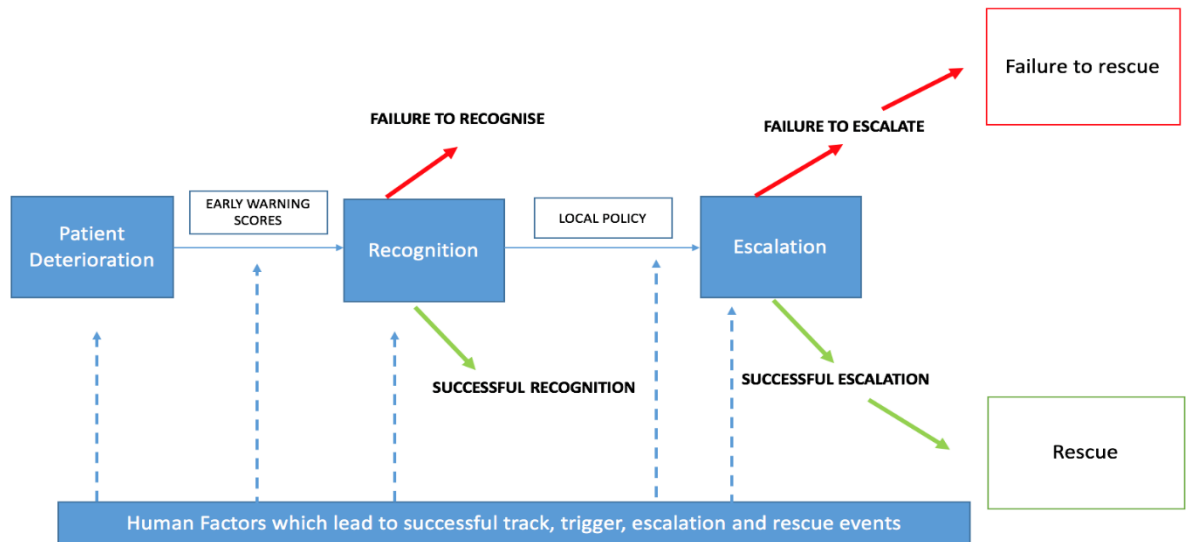 Failure to rescue
FAILURE TO RECOGNISE
FAILURE TO ESCALATE
EARLY WARNING
SCORES
LOCAL POLICY
Patient
Deterioration
Recognition
Escalation
SUCCESSFUL RECOGNITION
SUCCESSFUL ESCALATION
Rescue
Human Factors which lead to successful track, trigger, escalation and rescue events